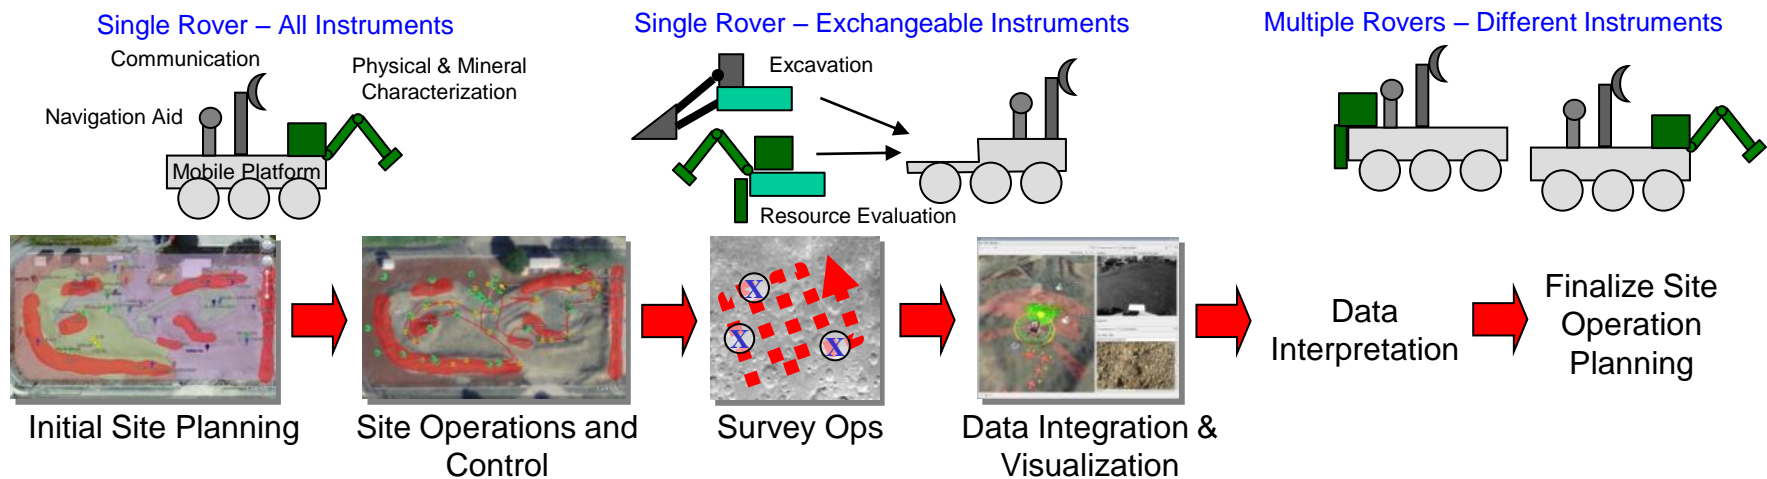 Single Rover – All Instruments
Communication
Physical & Mineral
Characterization
Navigation Aid
Mobile Platform
Single Rover – Exchangeable Instruments
Excavation
Resource Evaluation
Multiple Rovers – Different Instruments
Initial Site Planning
Site Operations and
Control
X
X
X
Survey Ops
Data Integration &
Visualization
Data
Interpretation
Finalize Site
Operation
Planning